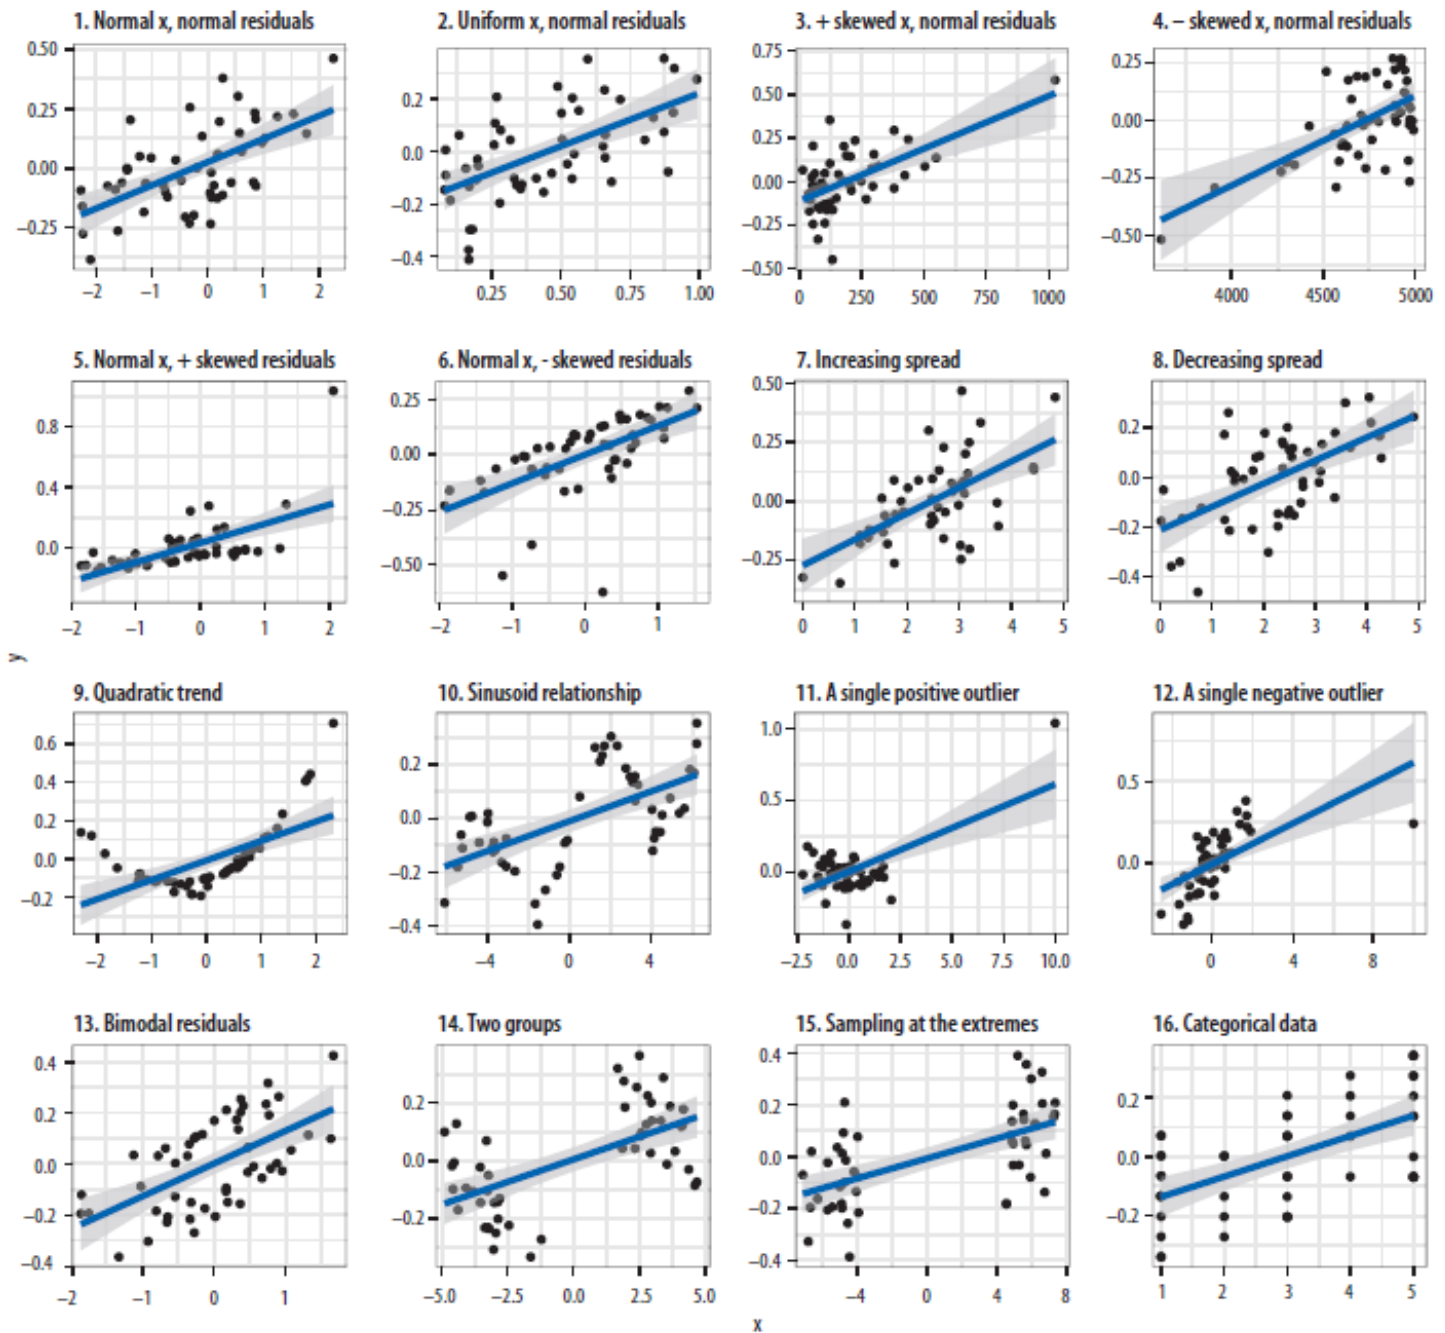 1. Normal x, normal residuals
0.50
0.25
0.00
−0.25
−2 −1 0 1 2
2. Uniform x, normal residuals
0.2
0.0
−0.2
−0.4
0.25 0.50 0.75 1.00
3. + skewed x, normal residuals
0.75
0.50
0.25
0.00
−0.25
−0.50
0 250 500 750 1000
4. − skewed x, normal residuals
0.25
0.00
−0.25
−0.50
4000 4500 5000
5. Normal x, + skewed residuals
0.8
0.4
0.0
−2 −1 0 1 2
6. Normal x, - skewed residuals
0.25
0.00
−0.25
−0.50
−2 −1 0 1
7. Increasing spread
0.50
0.25
0.00
−0.25
0 1 2 3 4 5
8. Decreasing spread
0.2
0.0
−0.2
−0.4
0 1 2 3 4 5
y
9. Quadratic trend
0.6
0.4
0.2
0.0
−0.2
−2 −1 0 1 2
10. Sinusoid relationship
0.2
0.0
−0.2
−0.4
−4 0 4
11. A single positive outlier
1.0
0.5
0.0
−2.5 0.0 2.5 5.0 7.5 10.0
12. A single negative outlier
0.5
0.0
0 4 8
13. Bimodal residuals
0.4
0.2
0.0
−0.2
−0.4
−2 −1 0 1
14. Two groups
0.2
0.0
−0.2
−5.0 −2.5 0.0 2.5 5.0
15. Sampling at the extremes
0.4
0.2
0.0
−0.2
−0.4
−4 0 4 8
16. Categorical data
0.2
0.0
−0.2
1 2 3 4 5
x